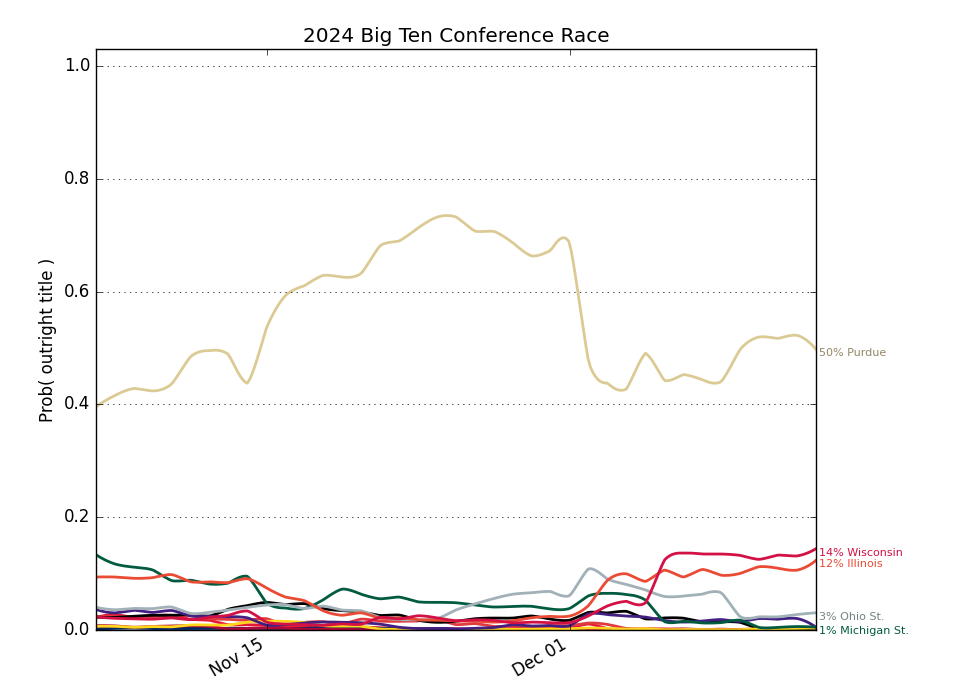 2024 Big Ten Conference Race
1.0
0.8
0.6
0.4
0.2
0.0
Prob( outright title )
Nov 15
Dec 01
50% Purdue
14% Wisconsin
12% Illinois
3% Ohio St.
1% Michigan St.